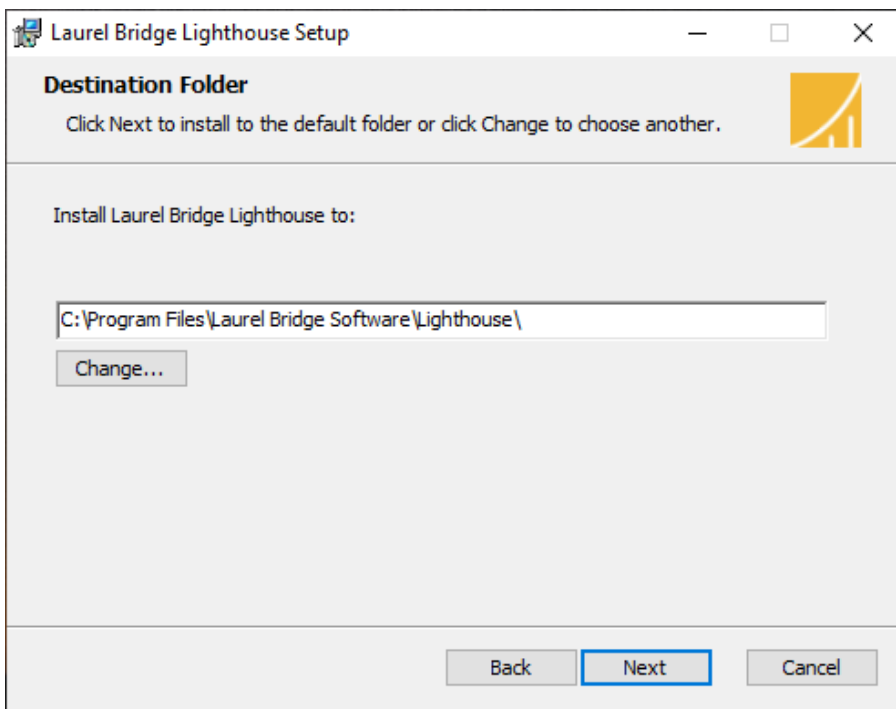 Laurel Bridge Lighthouse Setup
Destination Folder
Click Next to install to the default folder or click Change to choose another.
Install Laurel Bridge Lighthouse to:
C:\Program Files\Laurel Bridge Software\Lighthouse\
Change...
Back Next Cancel